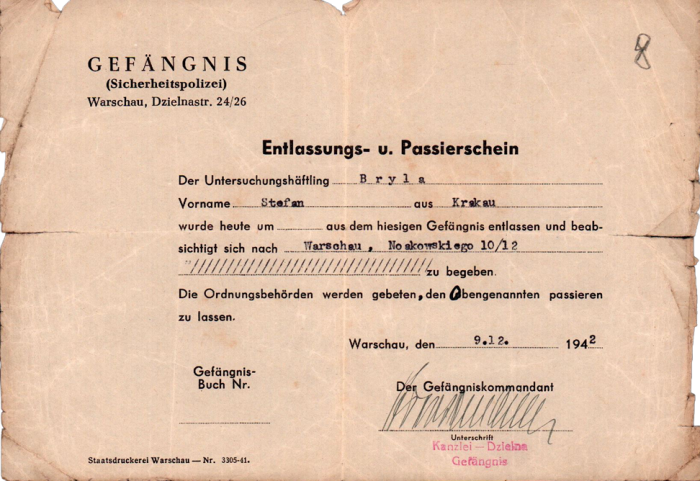 8
GEFÄNGNIS
(Sicherheitspolizei)
Warschau, Dzielnastr. 24/26
Entlassungs- u. Passierschein
Der Untersuchungshäftling Bryla
Vorname Stefan aus Krakau
wurde heute um aus dem hiesigen Gefängnis entlassen und beab-
sichtigt sich nach Warschau, Noakowskiego 10/12
zu begeben.
Die Ordnungsbehörden werden gebeten, den Obengenannten passieren
zu lassen.
Warschau, den 9.12. 1942
Gefängnis-
Buch Nr.
Der Gefängniskommandant
Unterschrift
Kanzlei – Dzielna
Gefängnis
Staatsdruckerei Warschau — Nr. 3305-41.